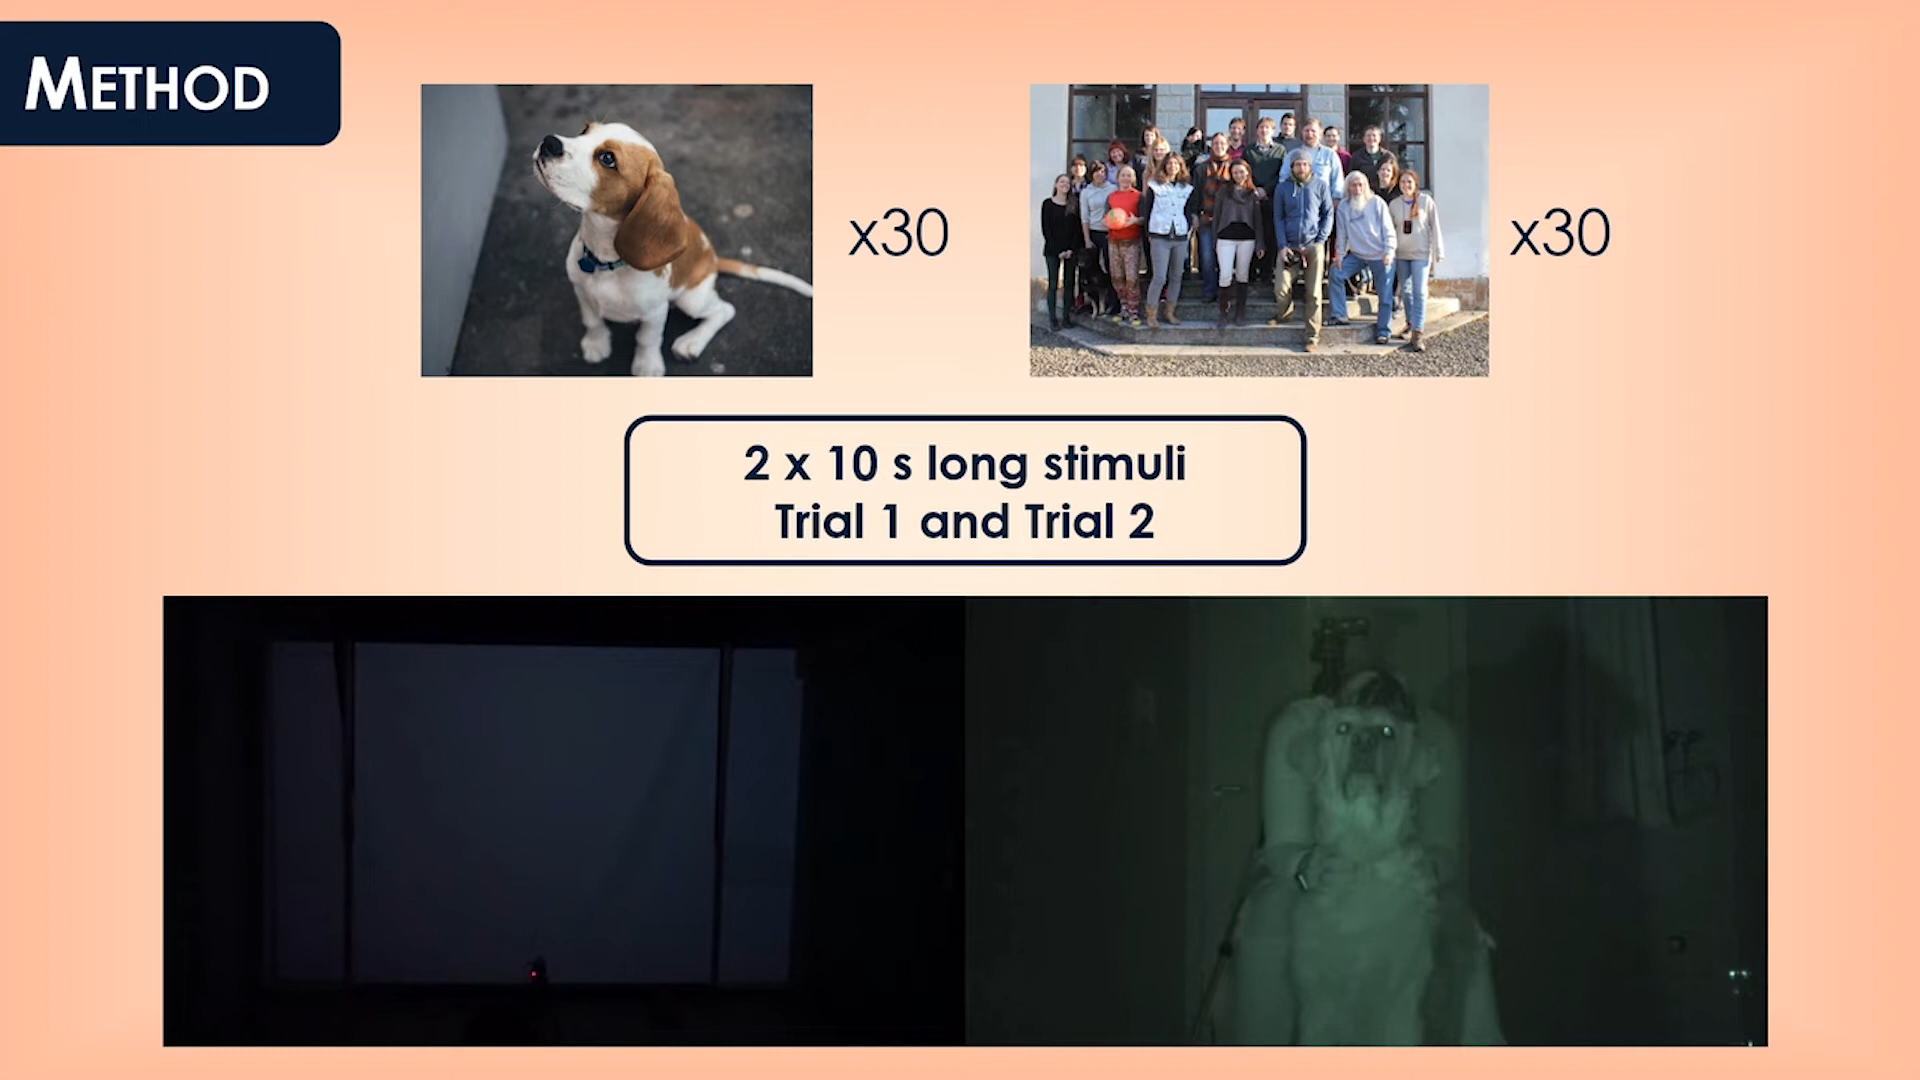 METHOD
x30
x30
2 x 10 s long stimuli
Trial 1 and Trial 2